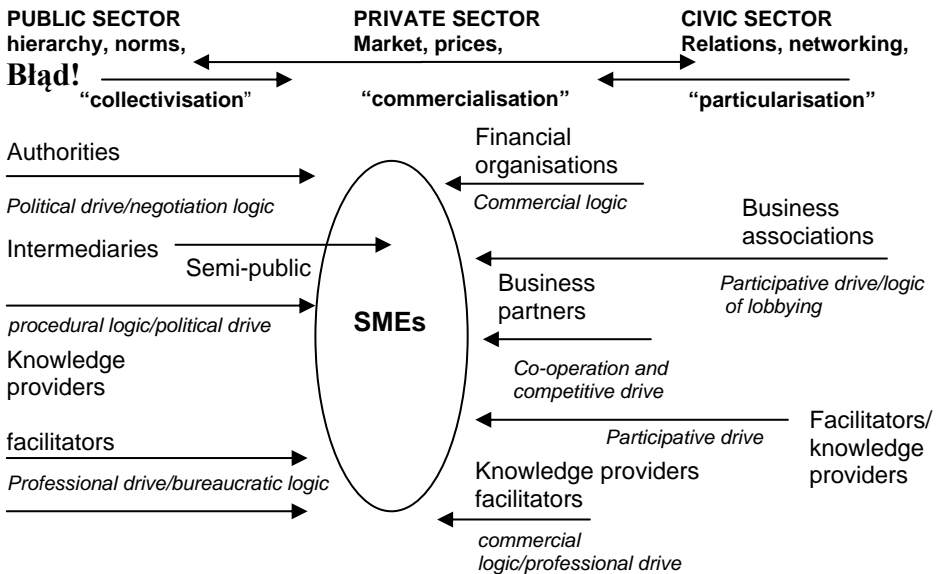 PUBLIC SECTOR
hierarchy, norms,
PRIVATE SECTOR
Market, prices,
CIVIC SECTOR
Relations, networking,
Błąd!
“collectivisation”
“commercialisation”
“particularisation”
Authorities
Political drive/negotiation logic
Intermediaries
Semi-public
procedural logic/political drive
Knowledge
providers
facilitators
Professional drive/bureaucratic logic
SMEs
Financial
organisations
Commercial logic
Business
associations
Participative drive/logic
of lobbying
Business
partners
Co-operation and
competitive drive
Participative drive
Facilitators/
knowledge
providers
Knowledge providers
facilitators
commercial
logic/professional drive